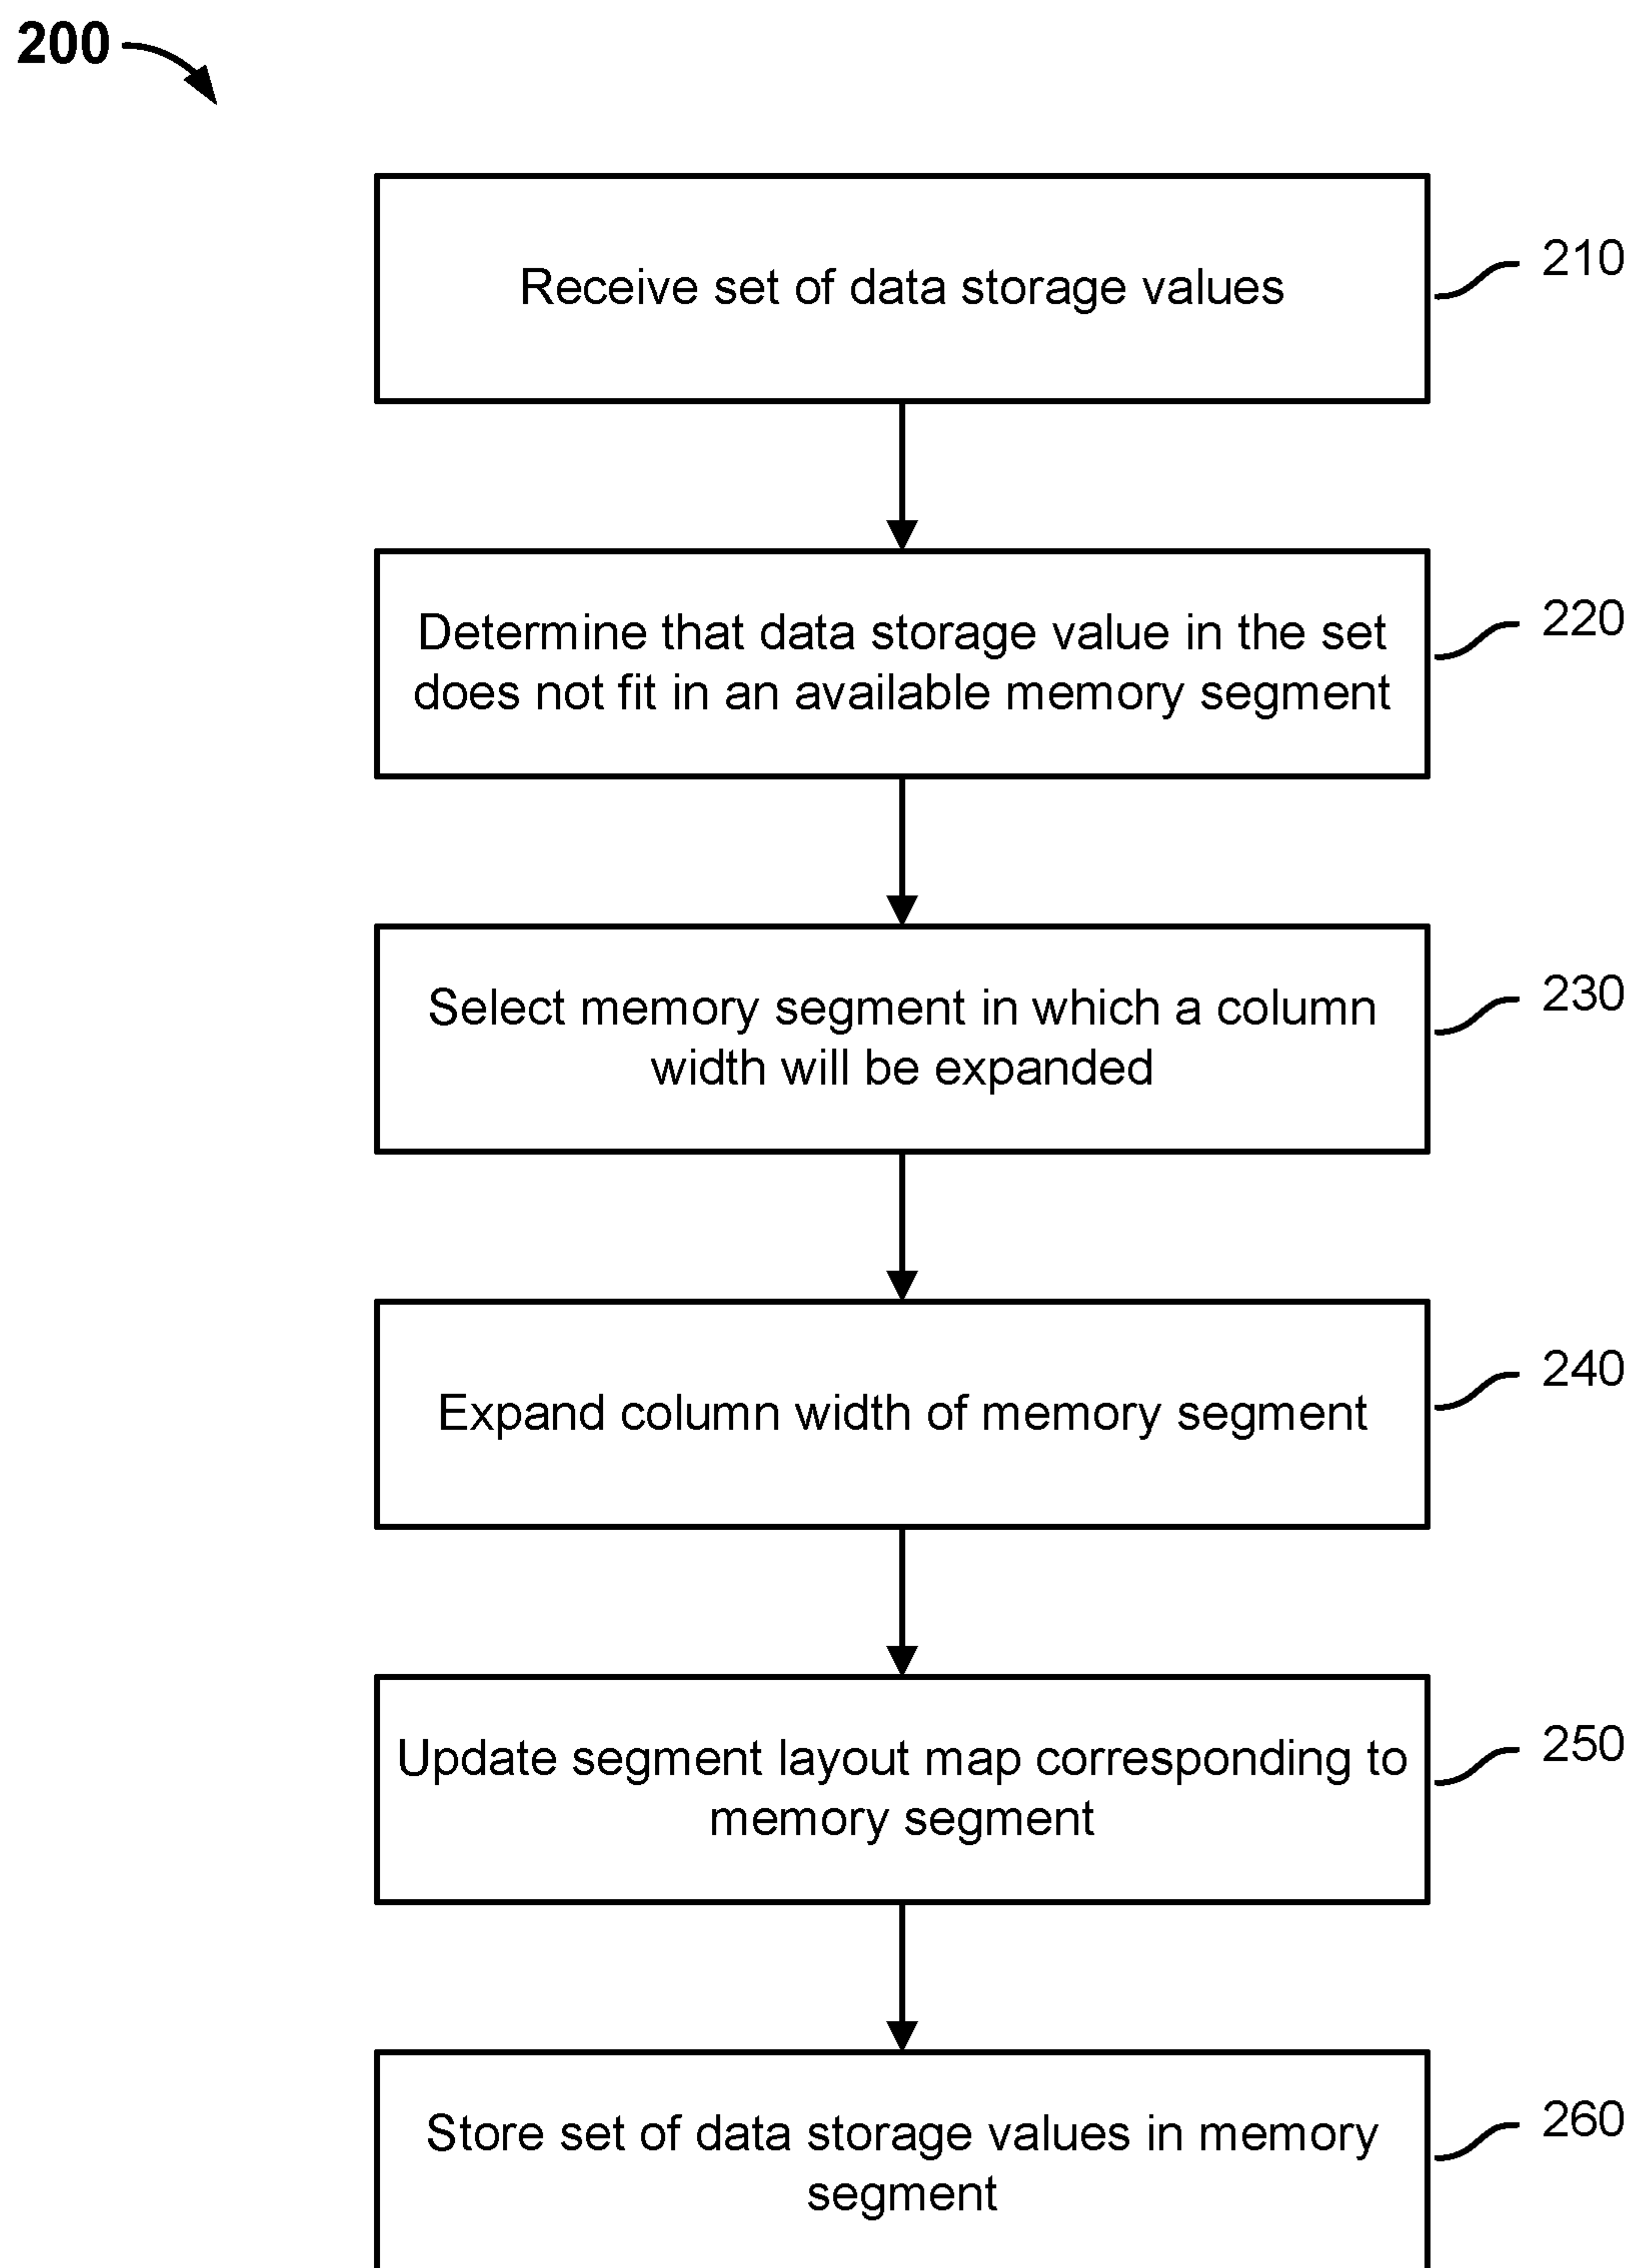 200
Receive set of data storage values
210
Determine that data storage value in the set
does not fit in an available memory segment
220
Select memory segment in which a column
width will be expanded
230
Expand column width of memory segment
240
Update segment layout map corresponding to
memory segment
250
Store set of data storage values in memory
segment
260